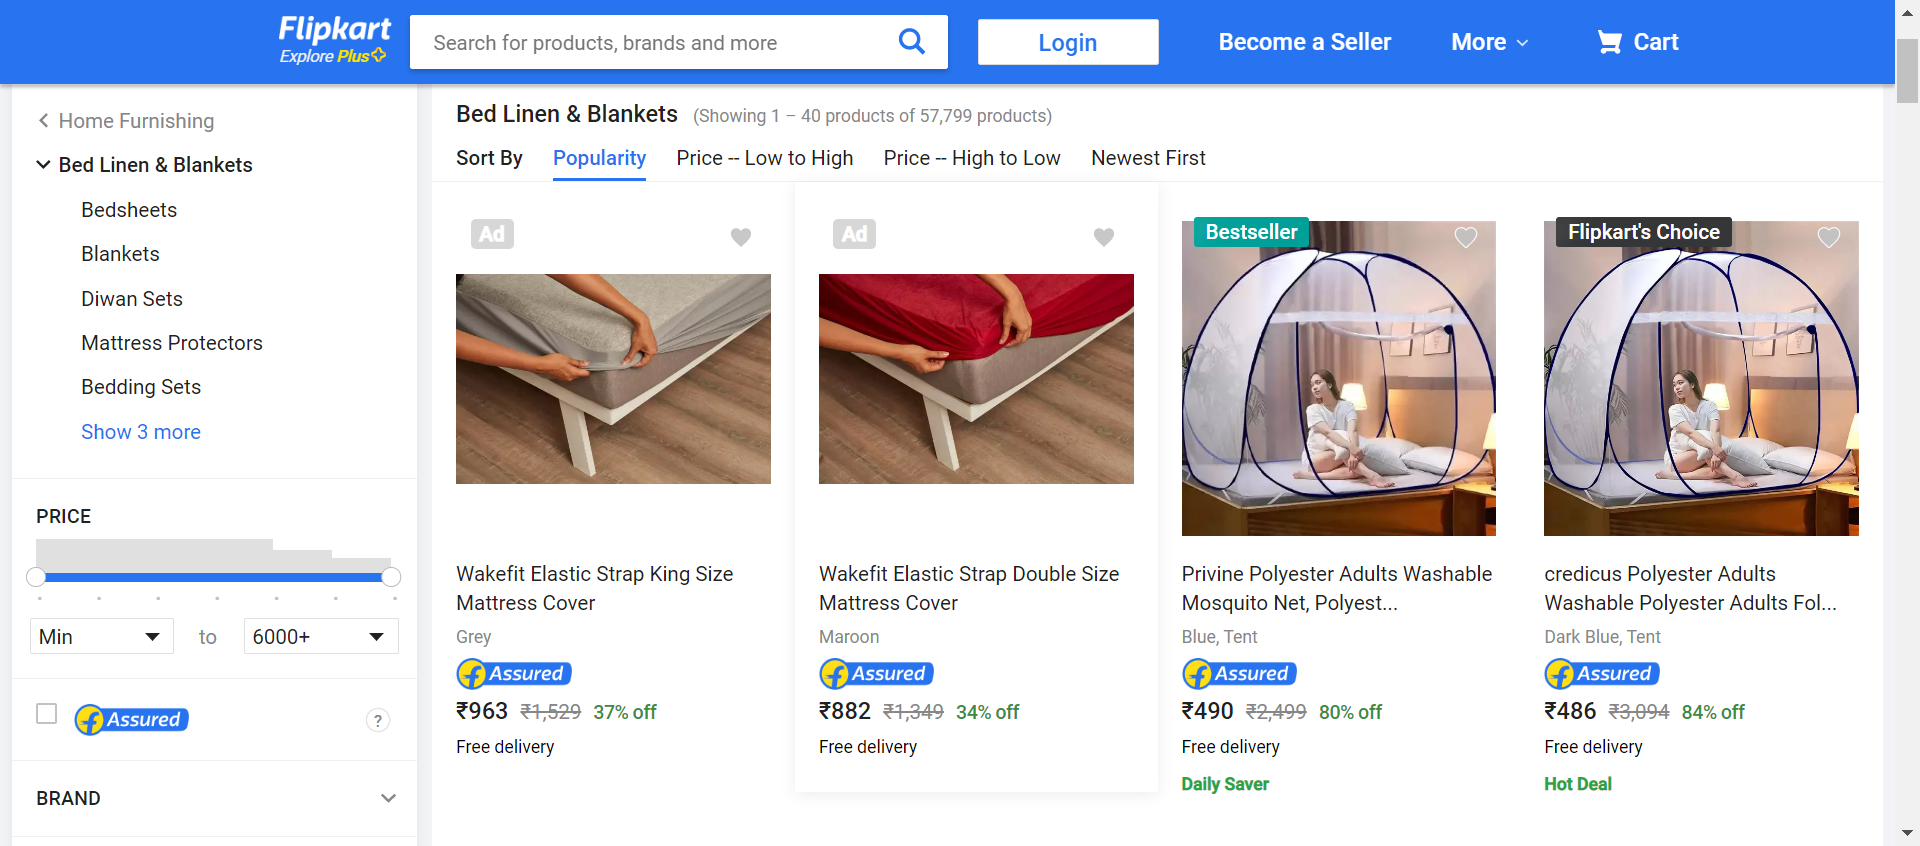 Flipkart
Explore Plus
Search for products, brands and more
Login
Become a Seller
More
Cart
Home Furnishing
Bed Linen & Blankets
Bedsheets
Blankets
Diwan Sets
Mattress Protectors
Bedding Sets
Show 3 more
PRICE
Min to 6000+
Assured
?
BRAND
Bed Linen & Blankets (Showing 1 – 40 products of 57,799 products)
Sort By Popularity Price -- Low to High Price -- High to Low Newest First
Ad
Wakefit Elastic Strap King Size
Mattress Cover
Grey
Assured
₹963 ₹1,529 37% off
Free delivery
Ad
Wakefit Elastic Strap Double Size
Mattress Cover
Maroon
Assured
₹882 ₹1,349 34% off
Free delivery
Bestseller
Privine Polyester Adults Washable
Mosquito Net, Polyest...
Blue, Tent
Assured
₹490 ₹2,499 80% off
Free delivery
Daily Saver
Flipkart's Choice
credicus Polyester Adults
Washable Polyester Adults Fol...
Dark Blue, Tent
Assured
₹486 ₹3,094 84% off
Free delivery
Hot Deal